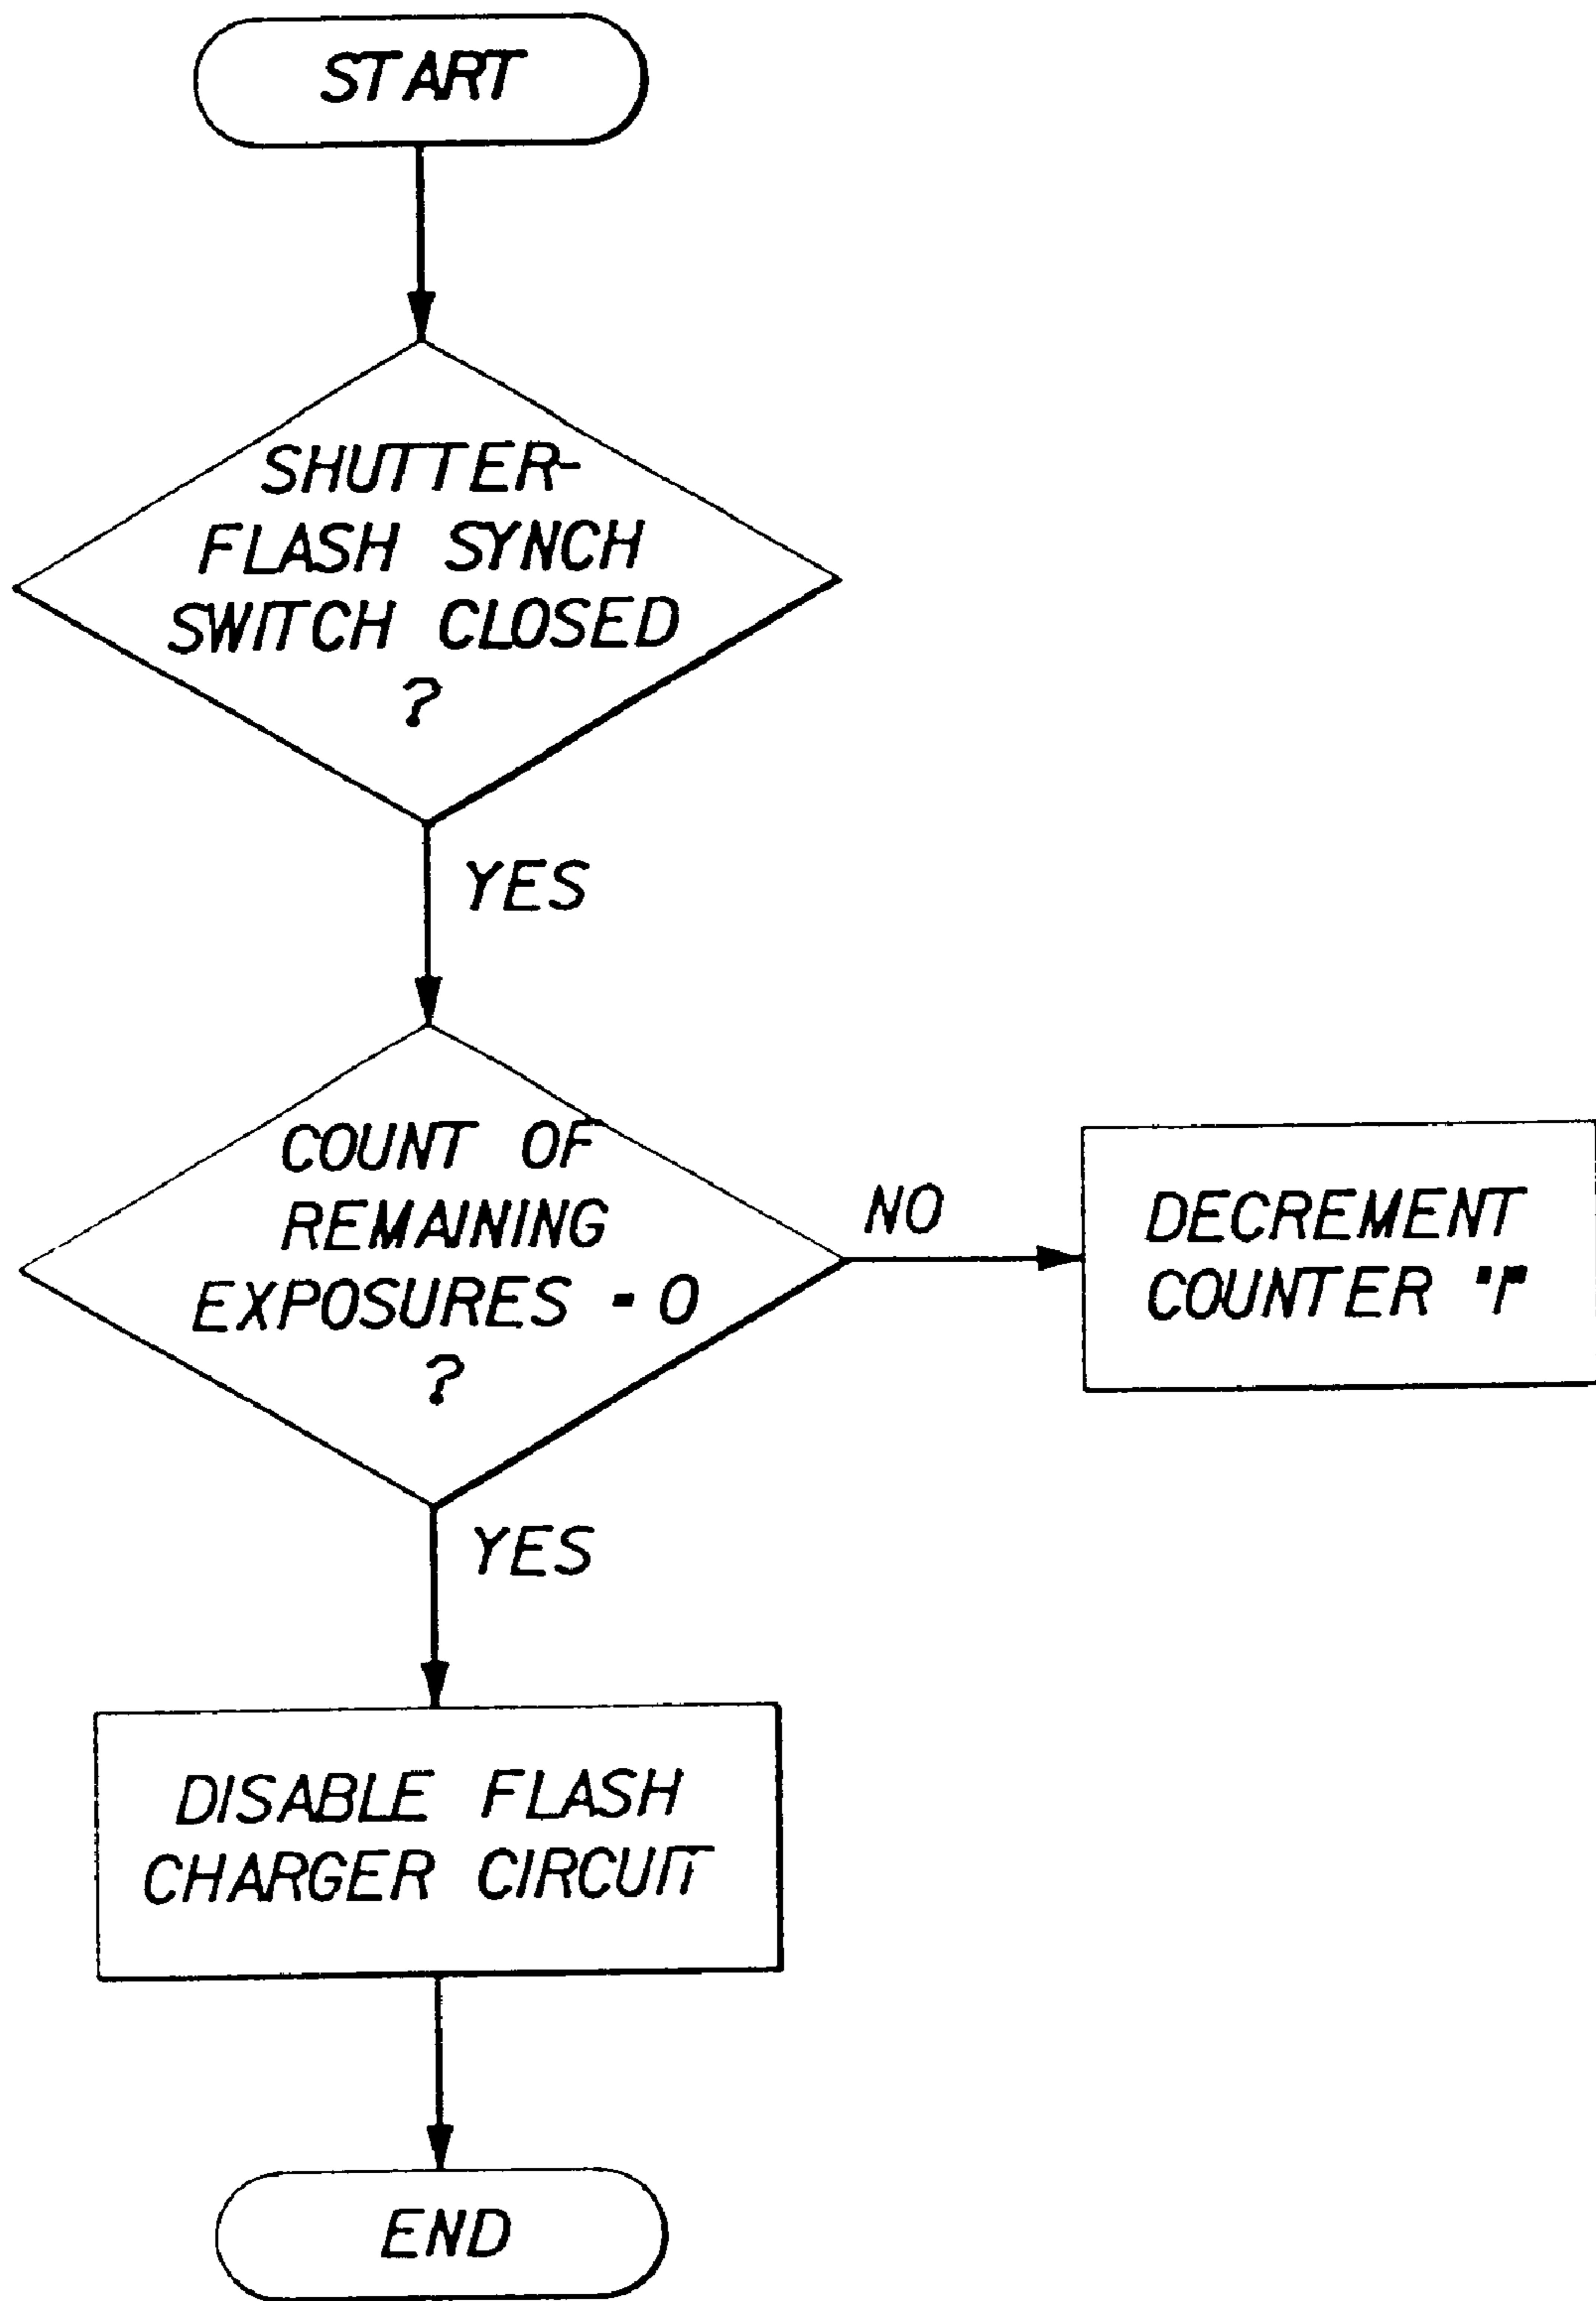 START
SHUTTER-
FLASH SYNCH
SWITCH CLOSED
?
YES
COUNT OF
REMAINING
EXPOSURES = 0
?
NO
DECREMENT
COUNTER "1"
YES
DISABLE FLASH
CHARGER CIRCUIT
END